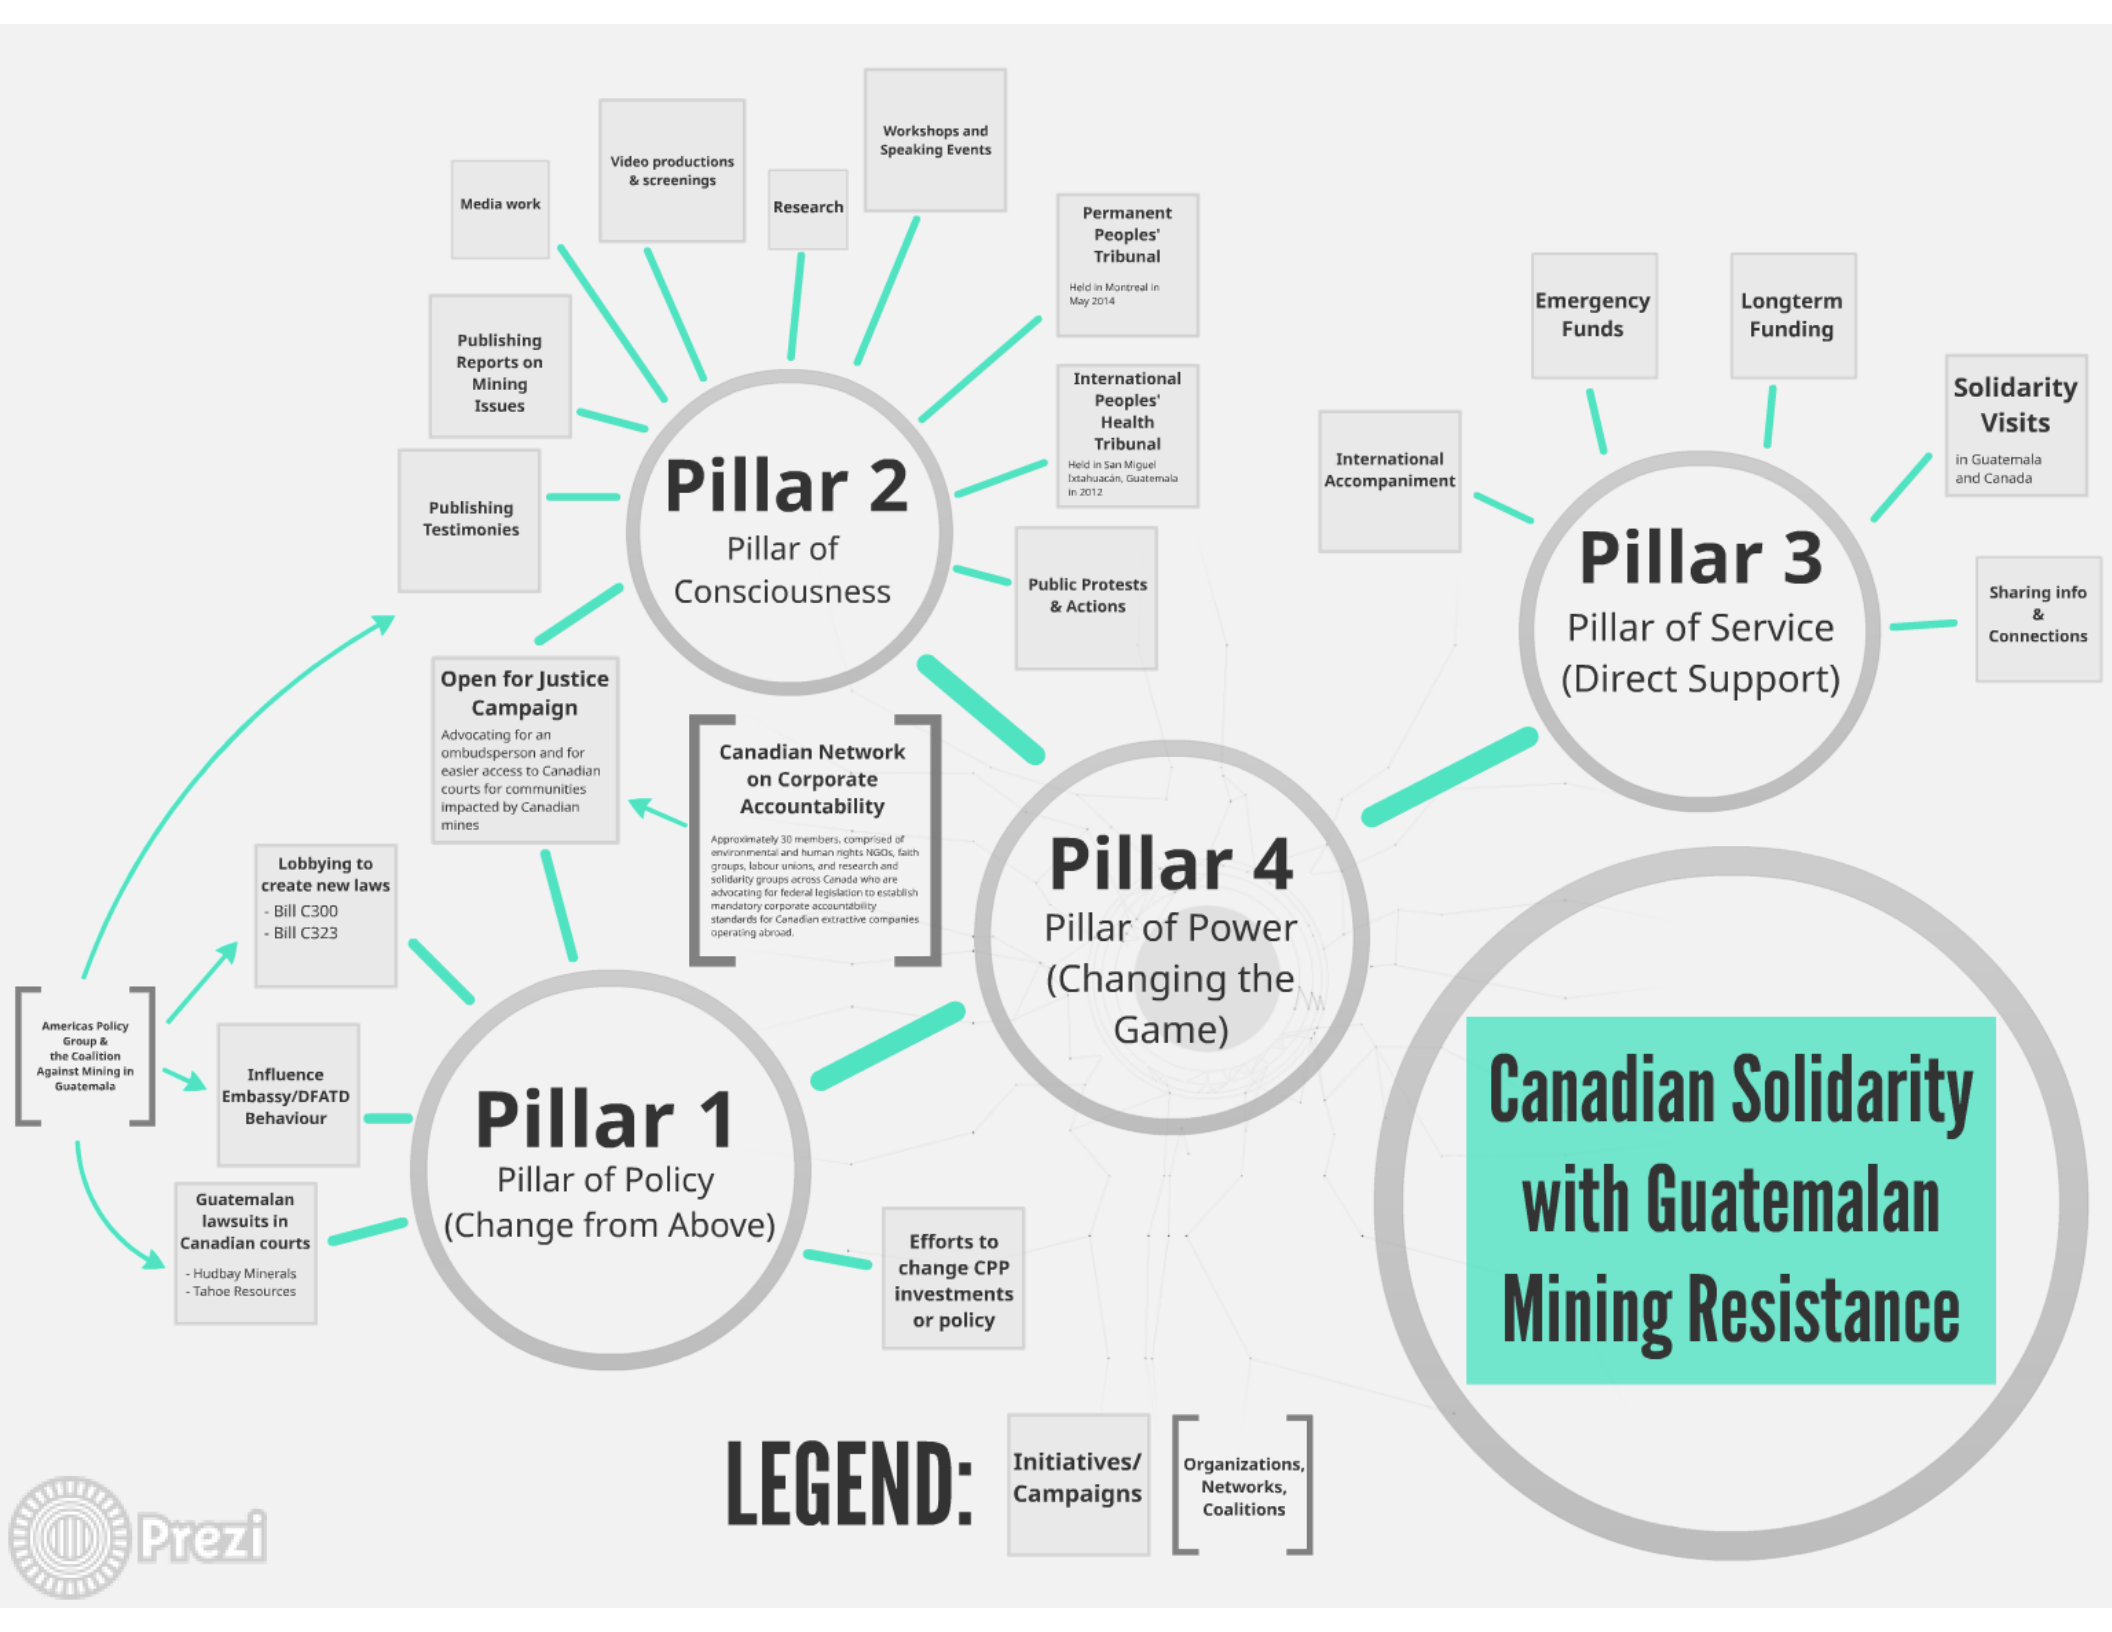 Workshops and
Speaking Events
Video productions
& screenings
Media work
Research
Permanent
Peoples'
Tribunal
Held in Montreal in
May 2014
Publishing
Reports on
Mining
Issues
International
Peoples'
Health
Tribunal
Held in San Miguel
Ixtahuacán, Guatemala
in 2012
Publishing
Testimonies
Public Protests
& Actions
Pillar 2
Pillar of
Consciousness
Emergency
Funds
Longterm
Funding
Solidarity
Visits
in Guatemala
and Canada
International
Accompaniment
Sharing info
&
Connections
Pillar 3
Pillar of Service
(Direct Support)
Open for Justice
Campaign
Advocating for an
ombudsperson and for
easier access to Canadian
courts for communities
impacted by Canadian
mines
Canadian Network
on Corporate
Accountability
Approximately 30 members, comprised of
environmental and human rights NGOs, faith
groups, labour unions, and research and
solidarity groups across Canada who are
advocating for federal legislation to establish
mandatory corporate accountability
standards for Canadian extractive companies
operating abroad.
Pillar 4
Pillar of Power
(Changing the
Game)
Lobbying to
create new laws
- Bill C300
- Bill C323
Americas Policy
Group &
the Coalition
Against Mining in
Guatemala
Influence
Embassy/DFATD
Behaviour
Guatemalan
lawsuits in
Canadian courts
- Hudbay Minerals
- Tahoe Resources
Pillar 1
Pillar of Policy
(Change from Above)
Efforts to
change CPP
investments
or policy
Canadian Solidarity
with Guatemalan
Mining Resistance
LEGEND:
Initiatives/
Campaigns
Organizations,
Networks,
Coalitions
Prezi